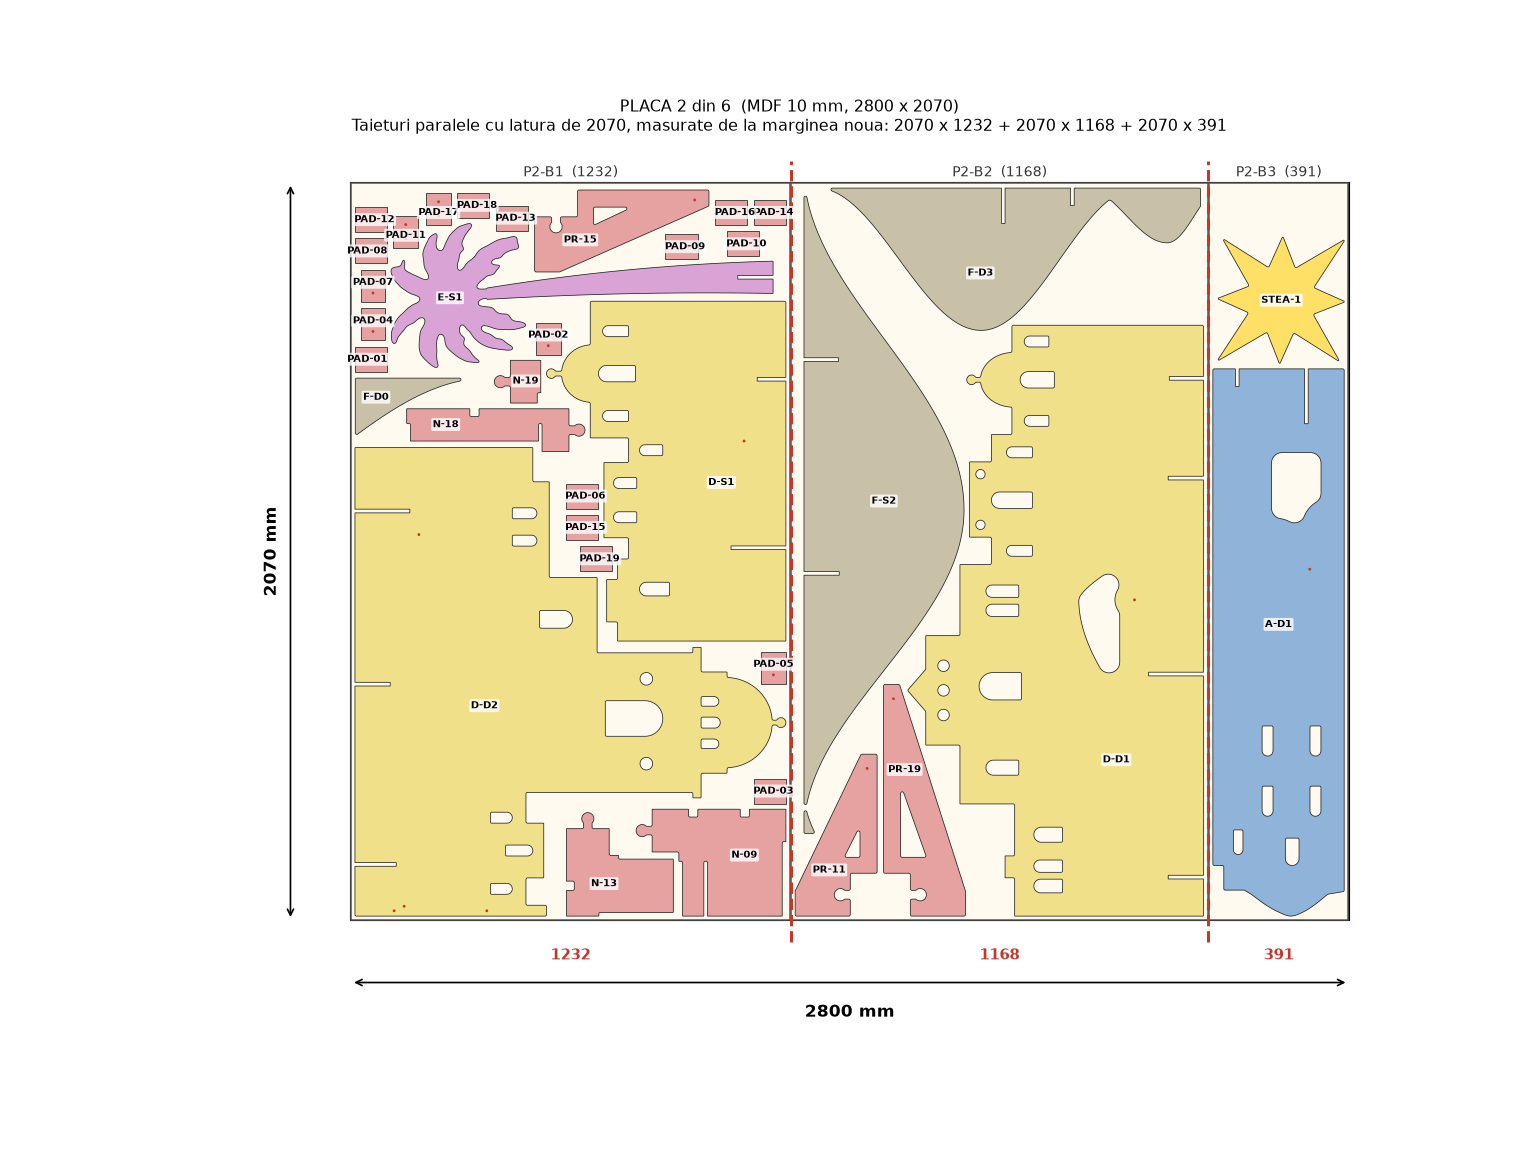 PLACA 2 din 6 (MDF 10 mm, 2800 x 2070)
Taieturi paralele cu latura de 2070, masurate de la marginea noua: 2070 x 1232 + 2070 x 1168 + 2070 x 391
P2-B1 (1232)
P2-B2 (1168)
P2-B3 (391)
PAD-12
PAD-17
PAD-18
PAD-13
PAD-16
PAD-14
PAD-11
PR-15
PAD-09
PAD-10
PAD-08
F-D3
PAD-07
E-S1
STEA-1
PAD-04
PAD-02
PAD-01
N-19
F-D0
N-18
D-S1
PAD-06
F-S2
PAD-15
PAD-19
2070 mm
A-D1
PAD-05
D-D2
D-D1
PR-19
PAD-03
N-09
PR-11
N-13
1232
1168
391
2800 mm